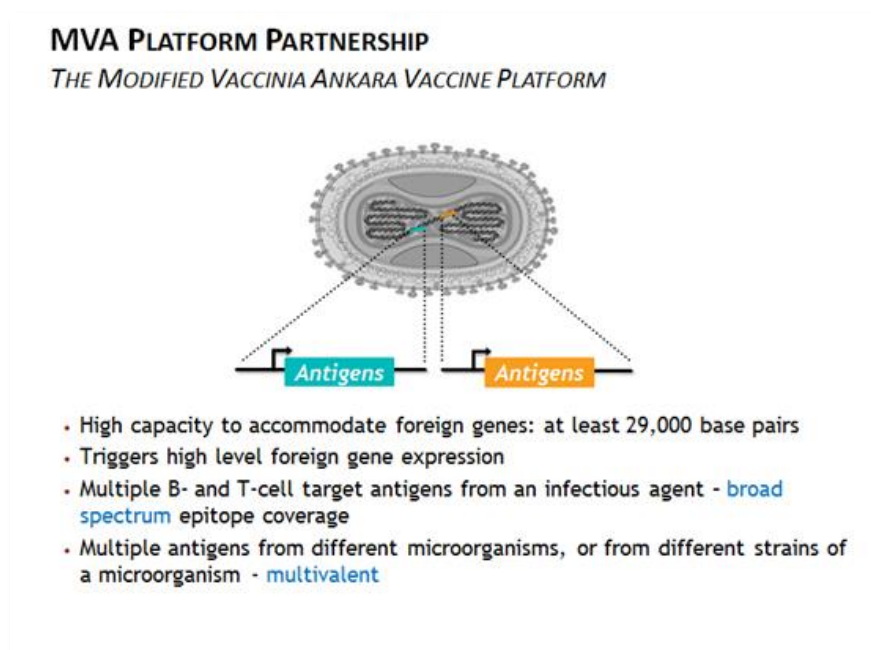 MVA PLATFORM PARTNERSHIP
THE MODIFIED VACCINIA ANKARA VACCINE PLATFORM
Antigens
Antigens
• High capacity to accommodate foreign genes: at least 29,000 base pairs
• Triggers high level foreign gene expression
• Multiple B- and T-cell target antigens from an infectious agent - broad
spectrum epitope coverage
• Multiple antigens from different microorganisms, or from different strains of
a microorganism - multivalent